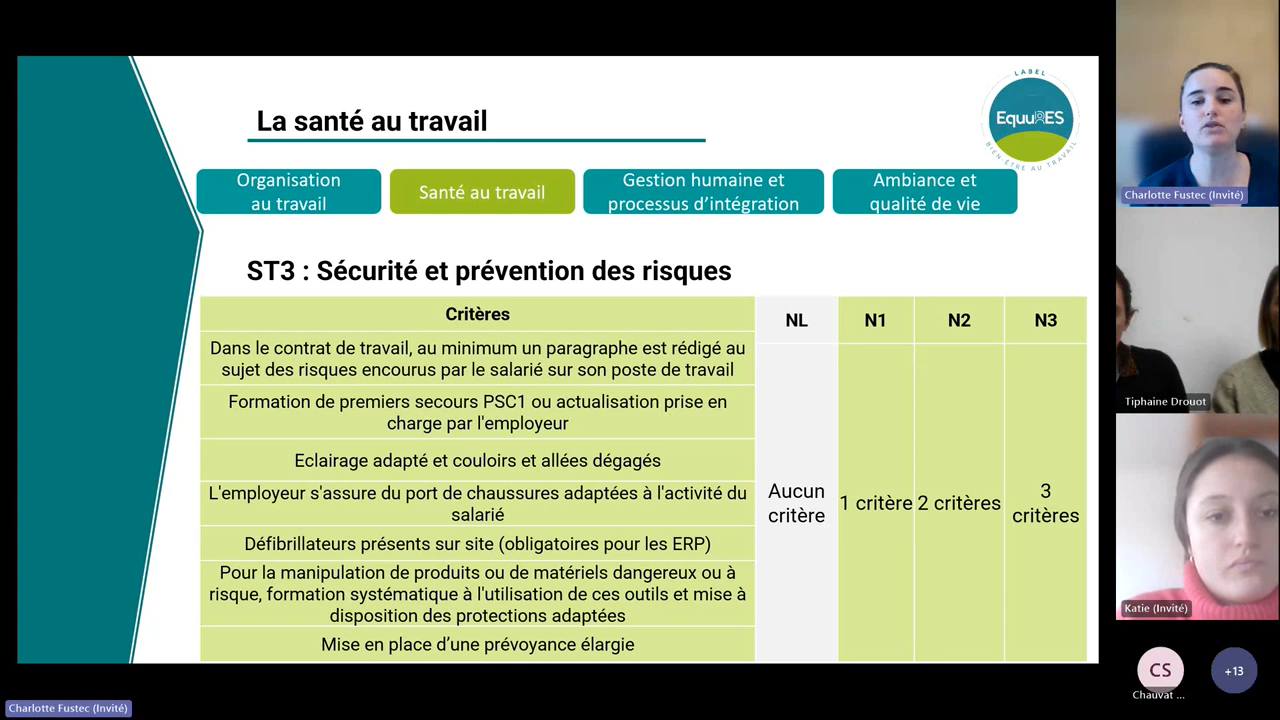 La santé au travail
LABEL
EquuRES
BIEN-ÊTRE AU TRAVAIL
Organisation
au travail
Santé au travail
Gestion humaine et
processus d'intégration
Ambiance et
qualité de vie
ST3 : Sécurité et prévention des risques
Critères
NL
N1
N2
N3
Dans le contrat de travail, au minimum un paragraphe est rédigé au
sujet des risques encourus par le salarié sur son poste de travail
Formation de premiers secours PSC1 ou actualisation prise en
charge par l'employeur
Eclairage adapté et couloirs et allées dégagés
L'employeur s'assure du port de chaussures adaptées à l'activité du
salarié
Défibrillateurs présents sur site (obligatoires pour les ERP)
Pour la manipulation de produits ou de matériels dangereux ou à
risque, formation systématique à l'utilisation de ces outils et mise à
disposition des protections adaptées
Mise en place d'une prévoyance élargie
Aucun
critère
1 critère
2 critères
3
critères
Charlotte Fustec (Invité)
Tiphaine Drouot
Katie (Invité)
CS
Chauvat ...
+13
Charlotte Fustec (Invité)